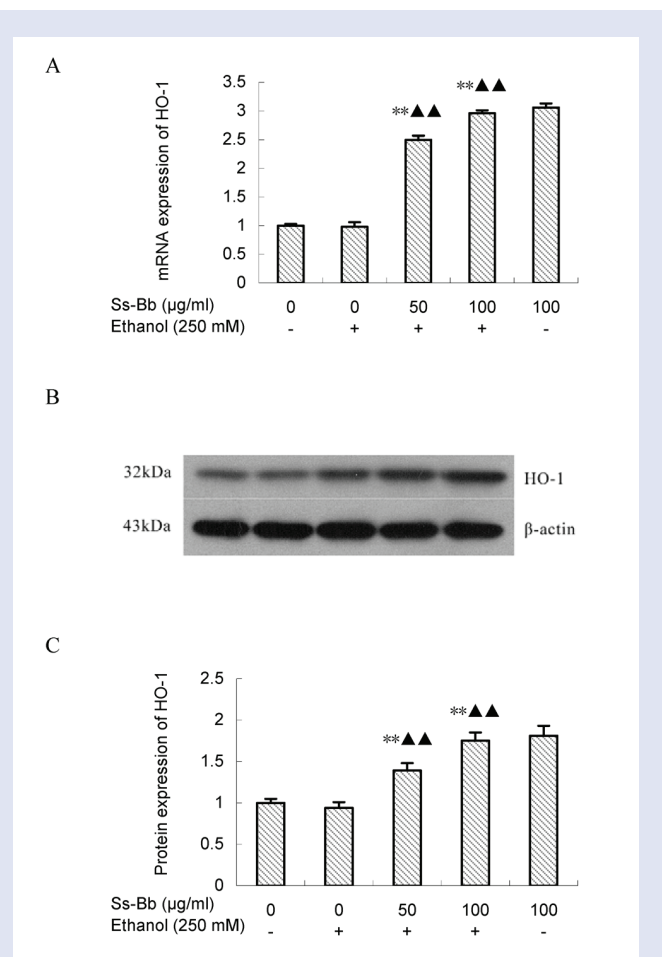 A
mRNA expression of HO-1
3.5
3
2.5
2
1.5
1
0.5
0
**▲▲
**▲▲
Ss-Bb (μg/ml) 0 0 50 100 100
Ethanol (250 mM) - + + + -
B
32kDa HO-1
43kDa β-actin
C
Protein expression of HO-1
2.5
2
1.5
1
0.5
0
**▲▲
**▲▲
Ss-Bb (μg/ml) 0 0 50 100 100
Ethanol (250 mM) - + + + -